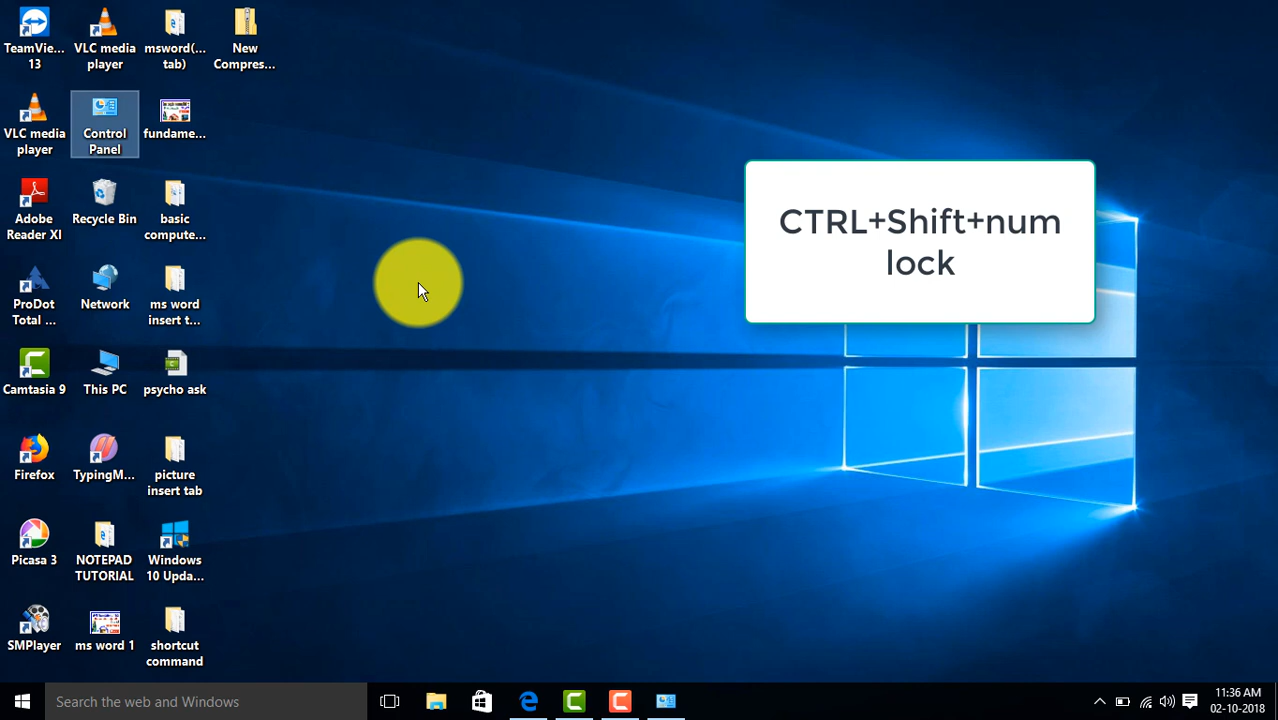 TeamVie...
13
VLC media
player
msword(...
tab)
New
Compres...
VLC media
player
Control
Panel
fundame...
Adobe
Reader XI
Recycle Bin
basic
compute...
ProDot
Total ...
Network
ms word
insert t...
Camtasia 9
This PC
psycho ask
Firefox
TypingM...
picture
insert tab
Picasa 3
NOTEPAD
TUTORIAL
Windows
10 Upda...
SMPlayer
ms word 1
shortcut
command
CTRL+Shift+num
lock
Search the web and Windows
11:36 AM
02-10-2018